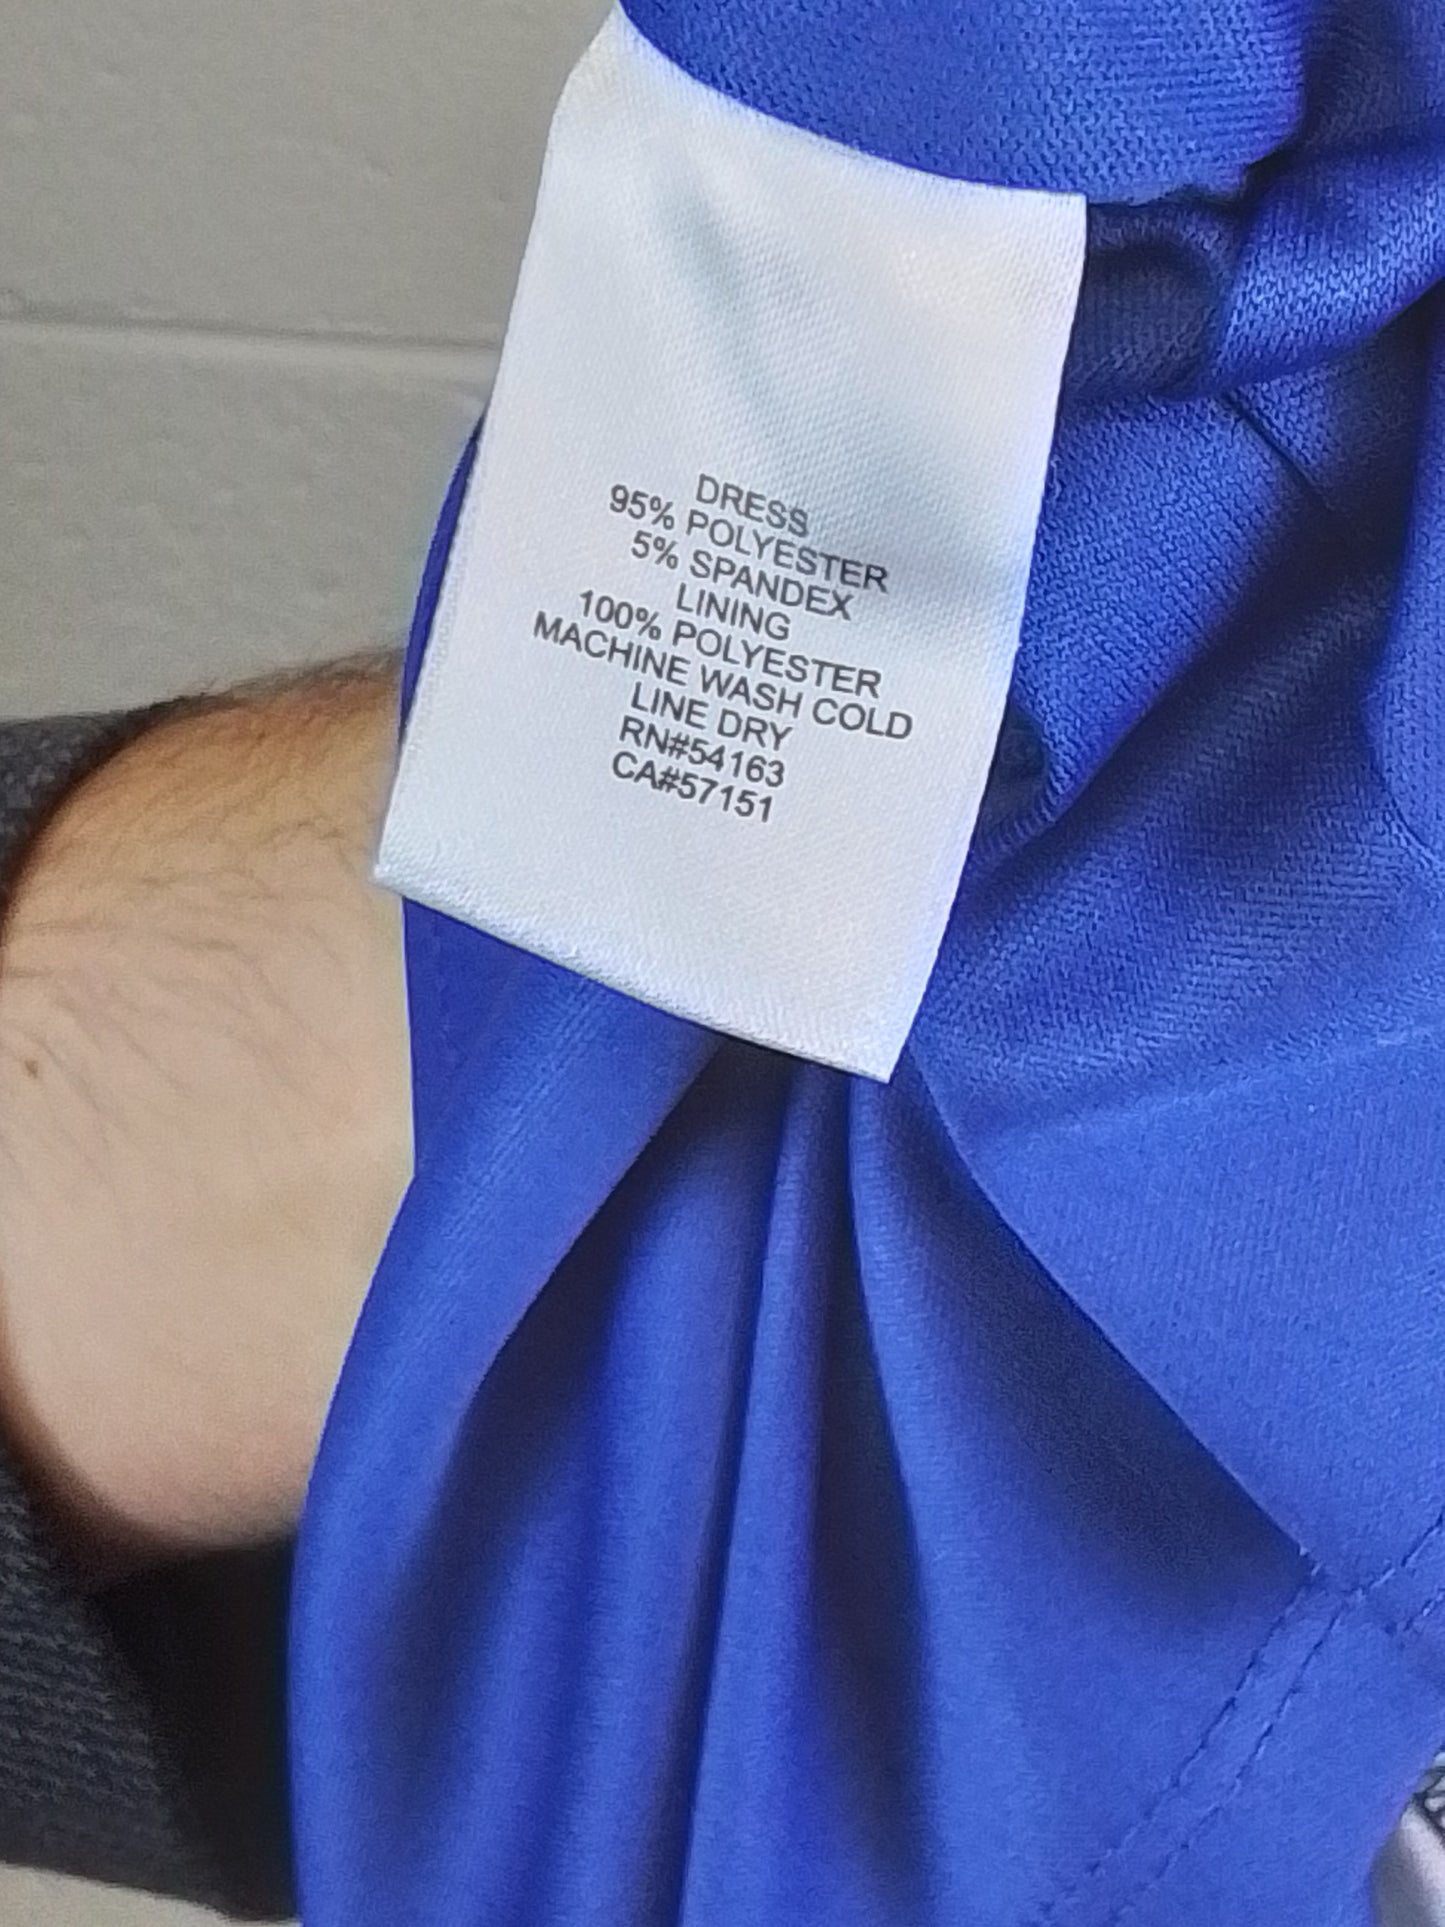 DRESS
95% POLYESTER
5% SPANDEX
LINING
100% POLYESTER
MACHINE WASH COLD
LINE DRY
RN#54163
CA#57151